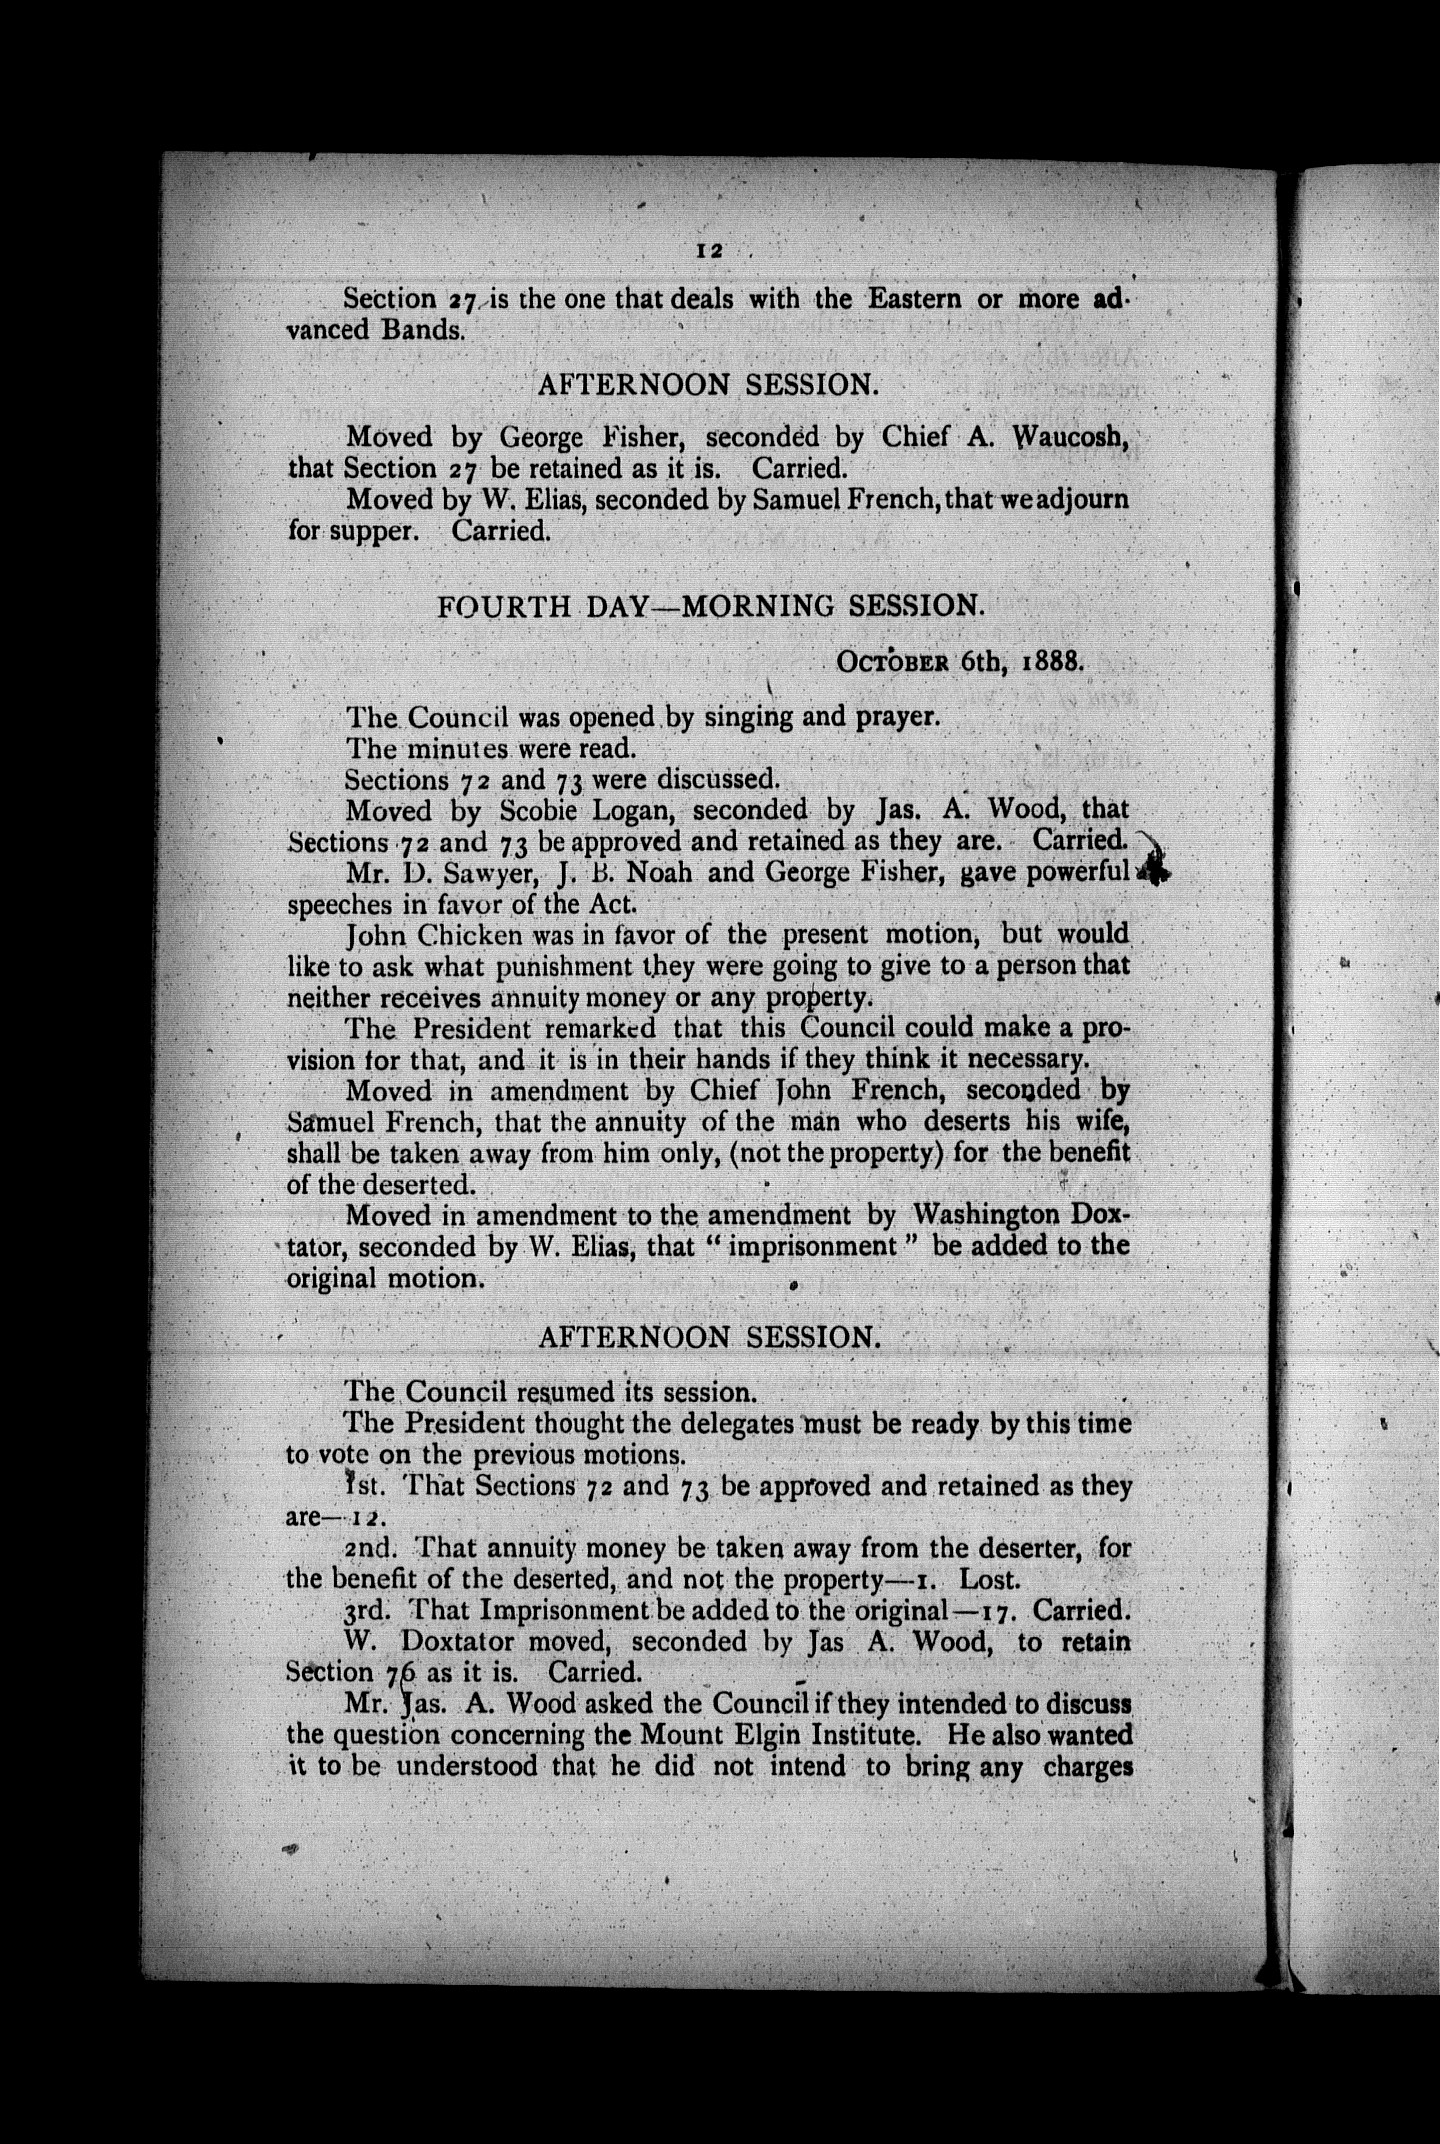 12
Section 27 is the one that deals with the Eastern or more ad-
vanced Bands.
AFTERNOON SESSION.
Moved by George Fisher, seconded by Chief A. Waucosh,
that Section 27 be retained as it is. Carried.
Moved by W. Elias, seconded by Samuel French, that we adjourn
for supper. Carried.
FOURTH DAY—MORNING SESSION.
OCTOBER 6th, 1888.
The Council was opened by singing and prayer.
The minutes were read.
Sections 72 and 73 were discussed.
Moved by Scobie Logan, seconded by Jas. A. Wood, that
Sections 72 and 73 be approved and retained as they are. Carried.
Mr. D. Sawyer, J. B. Noah and George Fisher, gave powerful
speeches in favor of the Act.
John Chicken was in favor of the present motion, but would
like to ask what punishment they were going to give to a person that
neither receives annuity money or any property.
The President remarked that this Council could make a pro-
vision for that, and it is in their hands if they think it necessary.
Moved in amendment by Chief John French, seconded by
Samuel French, that the annuity of the man who deserts his wife,
shall be taken away from him only, (not the property) for the benefit
of the deserted.
Moved in amendment to the amendment by Washington Dox-
tator, seconded by W. Elias, that “ imprisonment ” be added to the
original motion.
AFTERNOON SESSION.
The Council resumed its session.
The President thought the delegates must be ready by this time
to vote on the previous motions.
1st. That Sections 72 and 73 be approved and retained as they
are—12.
2nd. That annuity money be taken away from the deserter, for
the benefit of the deserted, and not the property—1. Lost.
3rd. That Imprisonment be added to the original—17. Carried.
W. Doxtator moved, seconded by Jas A. Wood, to retain
Section 76 as it is. Carried.
Mr. Jas. A. Wood asked the Council if they intended to discuss
the question concerning the Mount Elgin Institute. He also wanted
it to be understood that he did not intend to bring any charges